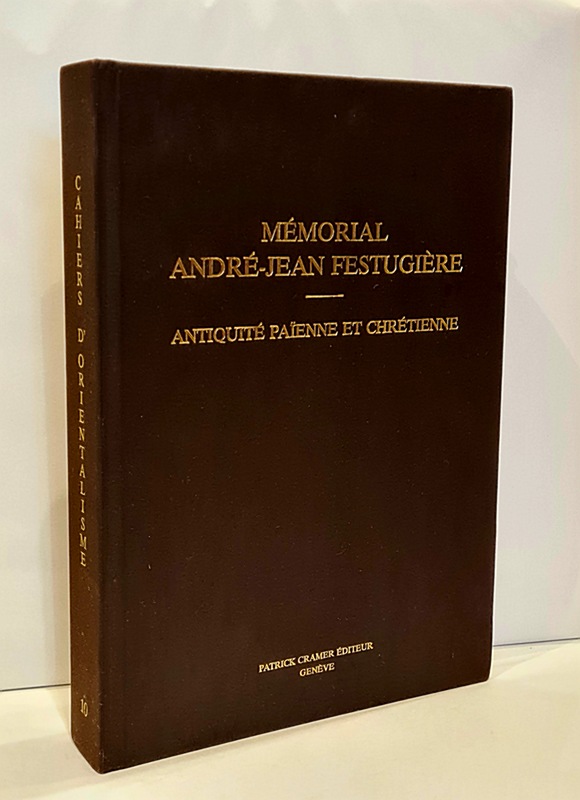 MÉMORIAL
ANDRÉ-JEAN FESTUGIÈRE
ANTIQUITÉ PAÏENNE ET CHRÉTIENNE
PATRICK CRAMER ÉDITEUR
GENÈVE
CAHIERS D'ORIENTALISME
10